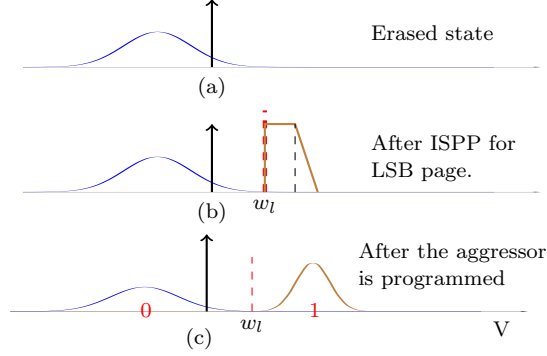 Erased state
(a)
After ISPP for
LSB page.
w_l
(b)
After the aggressor
is programmed
0
1
w_l
V
(c)